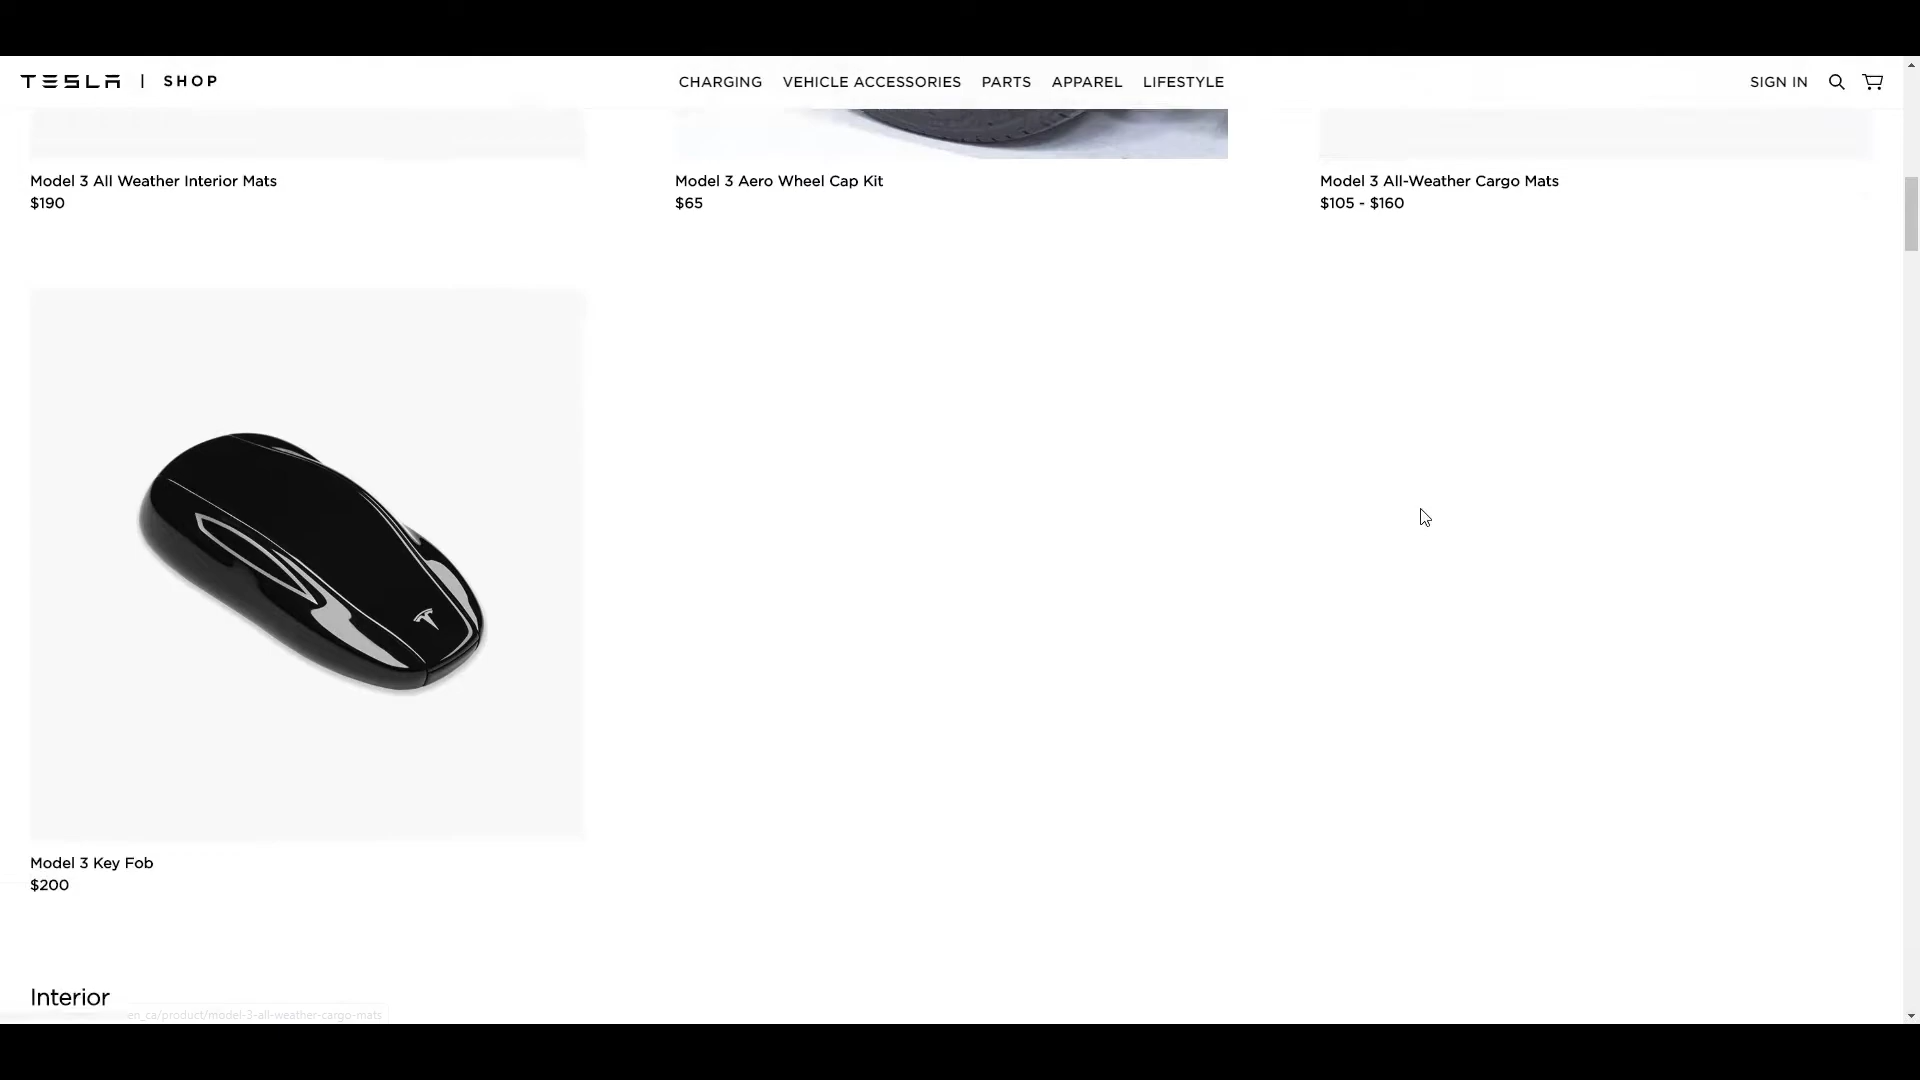 TESLA | SHOP
CHARGING VEHICLE ACCESSORIES PARTS APPAREL LIFESTYLE
SIGN IN
Model 3 All Weather Interior Mats
$190
Model 3 Aero Wheel Cap Kit
$65
Model 3 All-Weather Cargo Mats
$105 - $160
Model 3 Key Fob
$200
Interior
en_ca/product/model-3-all-weather-cargo-mats